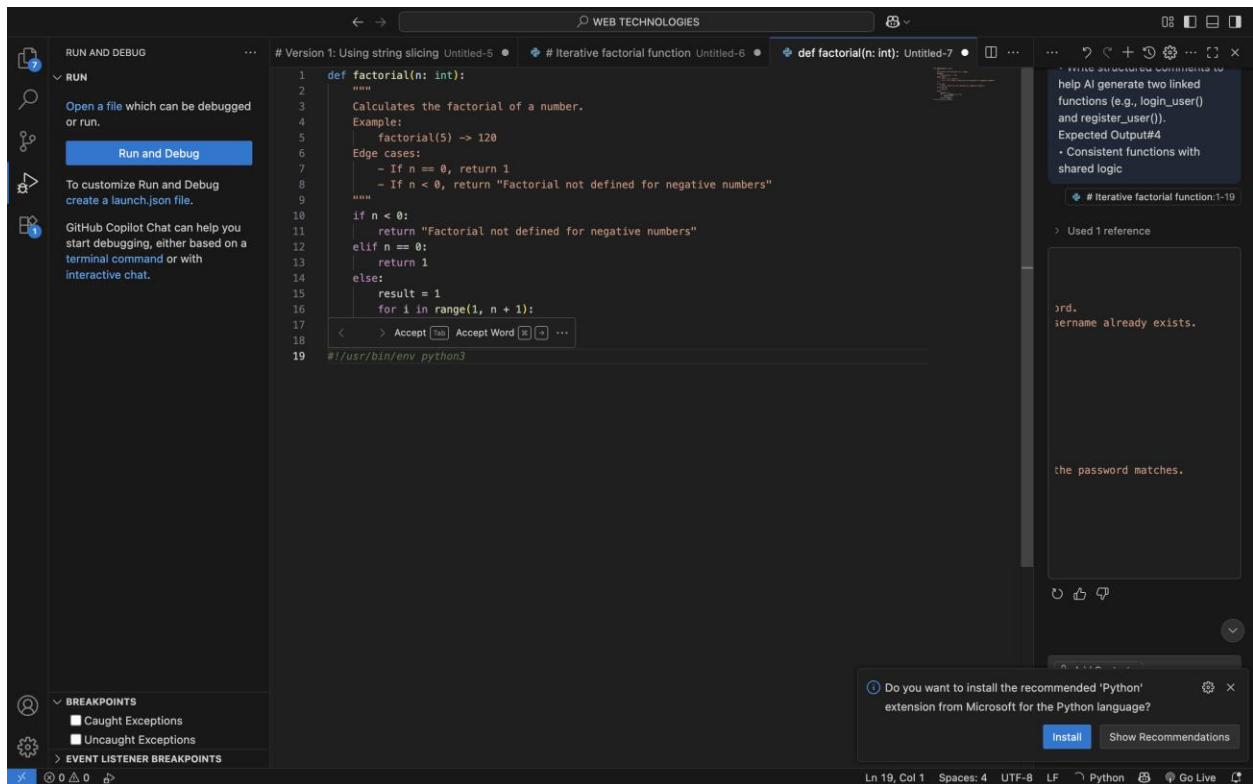 WEB TECHNOLOGIES
RUN AND DEBUG
RUN
Open a file which can be debugged
or run.
Run and Debug
To customize Run and Debug
create a launch.json file.
GitHub Copilot Chat can help you
start debugging, either based on a
terminal command or with
interactive chat.
BREAKPOINTS
Caught Exceptions
Uncaught Exceptions
EVENT LISTENER BREAKPOINTS
7
1
# Version 1: Using string slicing Untitled-5
# Iterative factorial function Untitled-6
def factorial(n: int): Untitled-7
1 def factorial(n: int):
2 """
3 Calculates the factorial of a number.
4 Example:
5 factorial(5) -> 120
6 Edge cases:
7 - If n == 0, return 1
8 - If n < 0, return "Factorial not defined for negative numbers"
9 """
10 if n < 0:
11 return "Factorial not defined for negative numbers"
12 elif n == 0:
13 return 1
14 else:
15 result = 1
16 for i in range(1, n + 1):
17
18
< > Accept Tab Accept Word ⌘ → ...
19 #!/usr/bin/env python3
• Write structured comments to
help AI generate two linked
functions (e.g., login_user()
and register_user()).
Expected Output#4
• Consistent functions with
shared logic
# Iterative factorial function:1-19
> Used 1 reference
ord.
sername already exists.
the password matches.
Do you want to install the recommended 'Python'
extension from Microsoft for the Python language?
Install
Show Recommendations
0 0
Ln 19, Col 1 Spaces: 4 UTF-8 LF Python Go Live